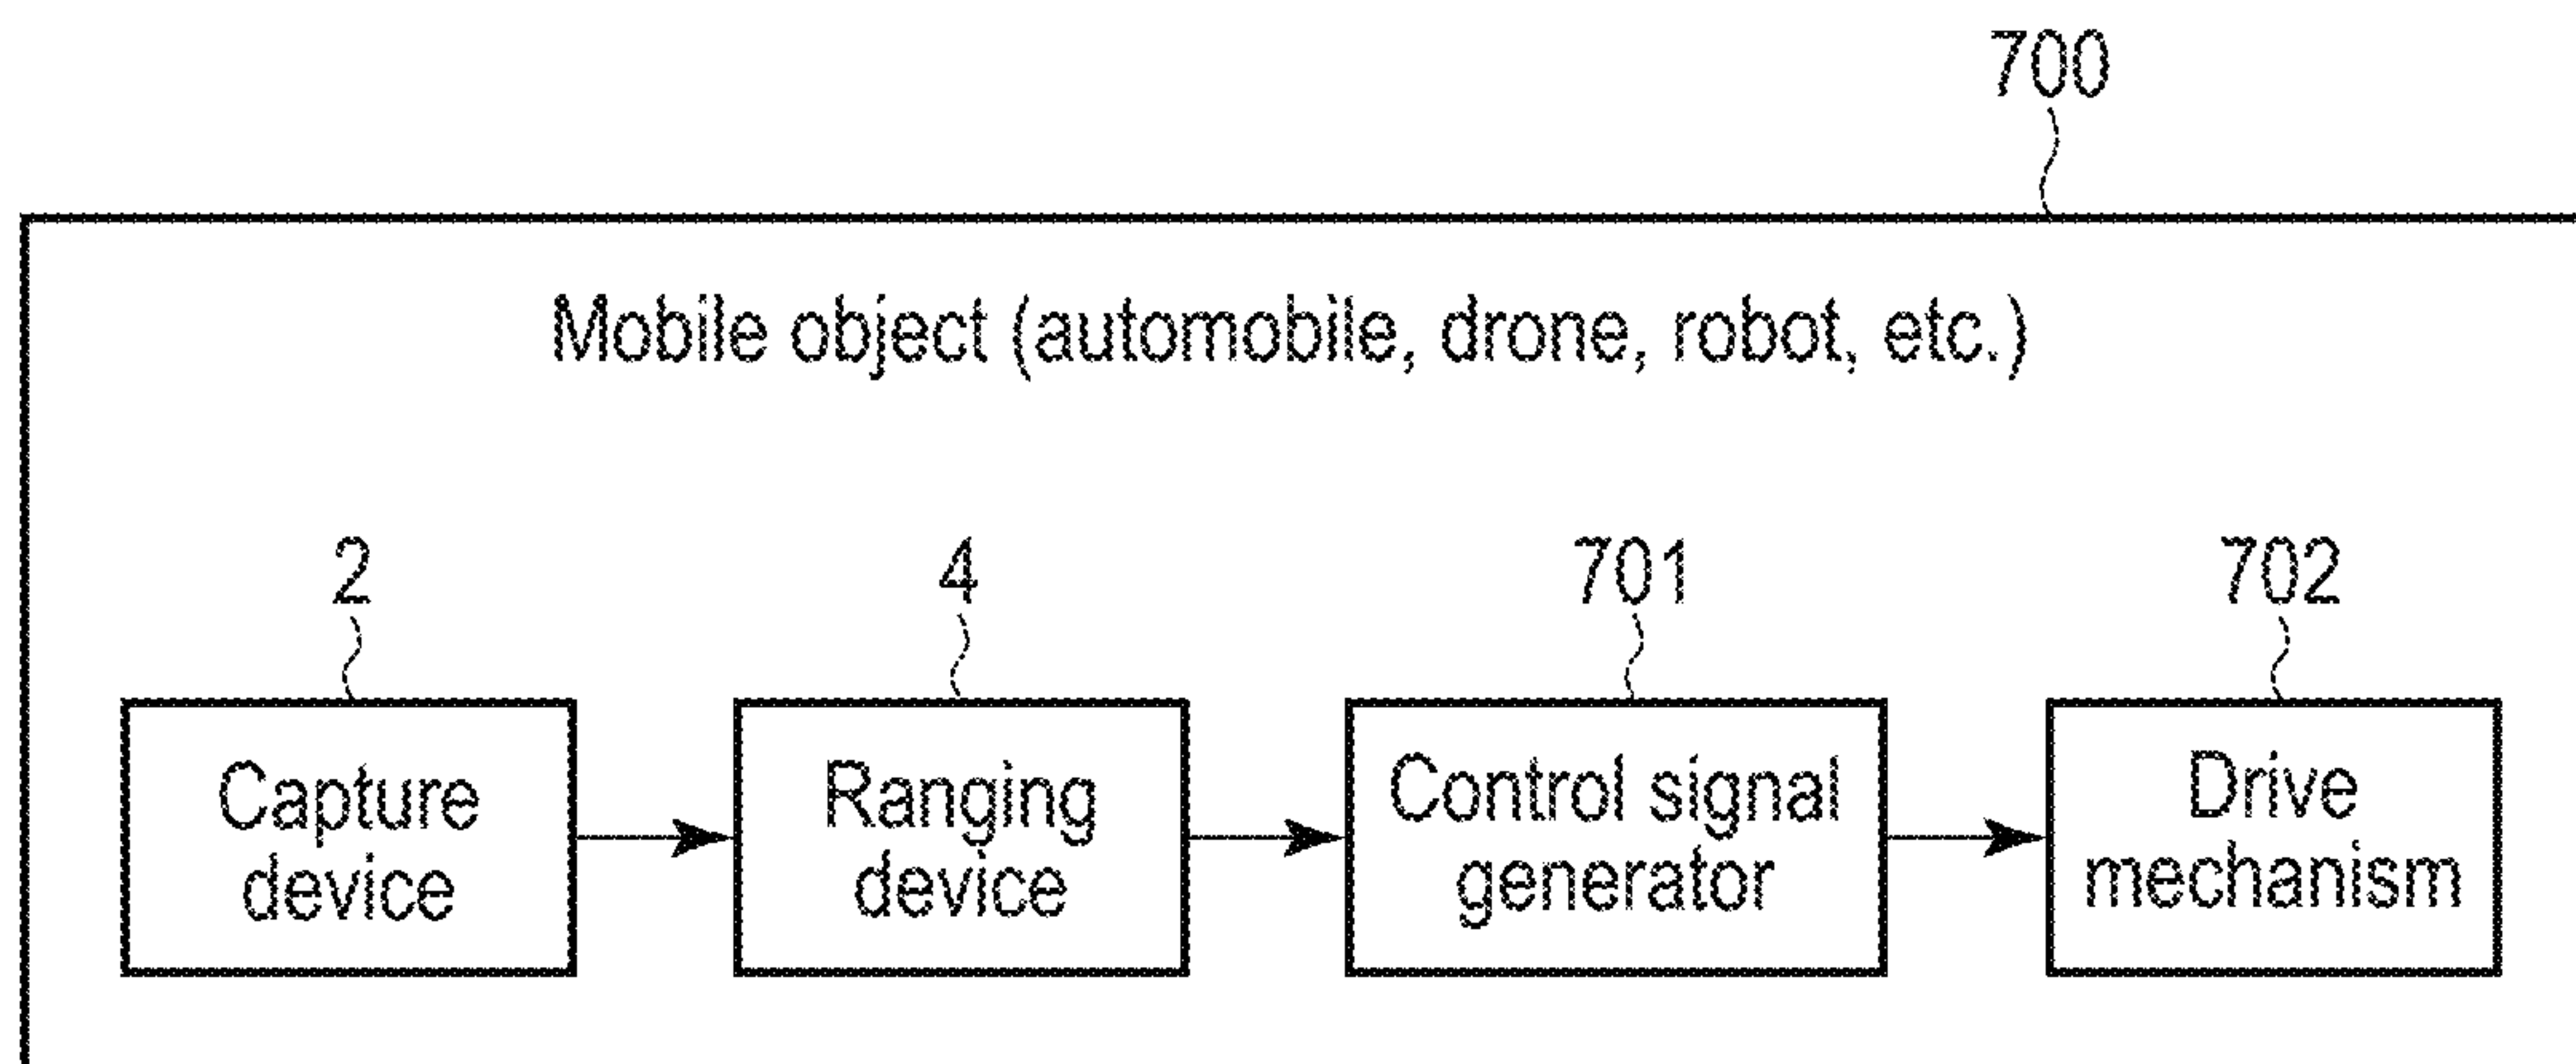 700
Mobile object (automobile, drone, robot, etc.)
2
4
701
702
Capture
device
Ranging
device
Control signal
generator
Drive
mechanism